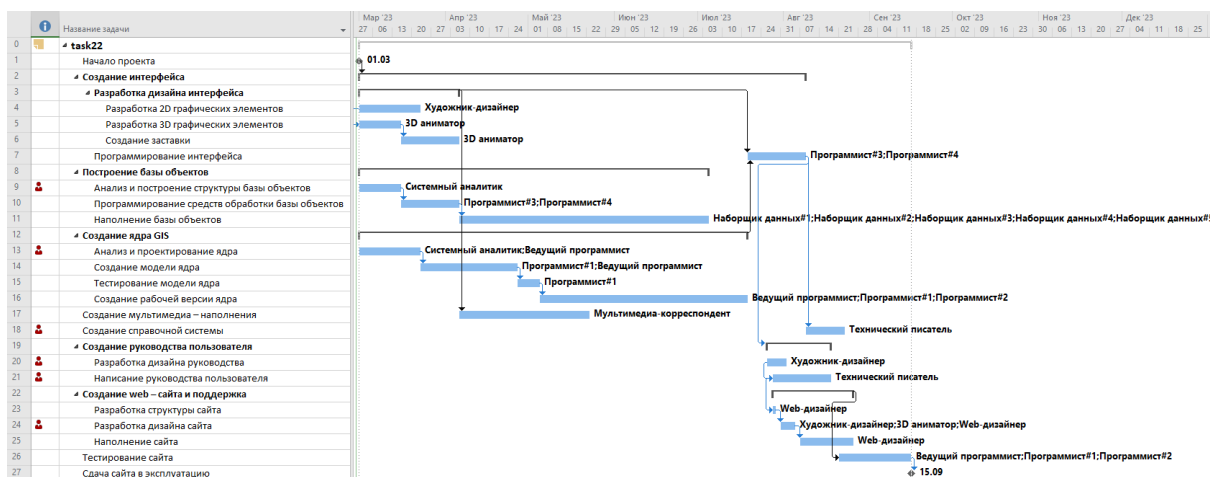 Название задачи
Мар '23 Апр '23 Май '23 Июн '23 Июл '23 Авг '23 Сен '23 Окт '23 Ноя '23 Дек '23
27 06 13 20 27 03 10 17 24 01 08 15 22 29 05 12 19 26 03 10 17 24 31 07 14 21 28 04 11 18 25 02 09 16 23 30 06 13 20 27 04 11 18 25
0 task22
1 Начало проекта 01.03
2 Создание интерфейса
3 Разработка дизайна интерфейса
4 Разработка 2D графических элементов Художник-дизайнер
5 Разработка 3D графических элементов 3D аниматор
6 Создание заставки 3D аниматор
7 Программирование интерфейса Программист#3;Программист#4
8 Построение базы объектов
9 Анализ и построение структуры базы объектов Системный аналитик
10 Программирование средств обработки базы объектов Программист#3;Программист#4
11 Наполнение базы объектов Наборщик данных#1;Наборщик данных#2;Наборщик данных#3;Наборщик данных#4;Наборщик данных#5
12 Создание ядра GIS
13 Анализ и проектирование ядра Системный аналитик;Ведущий программист
14 Создание модели ядра Программист#1;Ведущий программист
15 Тестирование модели ядра Программист#1
16 Создание рабочей версии ядра Ведущий программист;Программист#1;Программист#2
17 Создание мультимедиа – наполнения Мультимедиа-корреспондент
18 Создание справочной системы Технический писатель
19 Создание руководства пользователя
20 Разработка дизайна руководства Художник-дизайнер
21 Написание руководства пользователя Технический писатель
22 Создание web – сайта и поддержка
23 Разработка структуры сайта Web-дизайнер
24 Разработка дизайна сайта Художник-дизайнер;3D аниматор;Web-дизайнер
25 Наполнение сайта Web-дизайнер
26 Тестирование сайта Ведущий программист;Программист#1;Программист#2
27 Сдача сайта в эксплуатацию 15.09